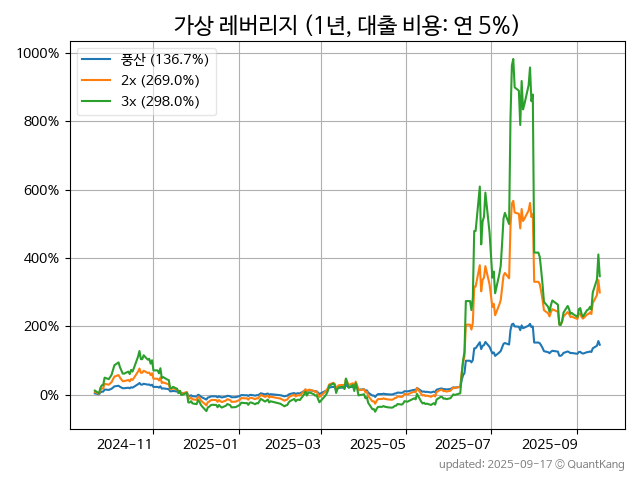 가상 레버리지 (1년, 대출 비용: 연 5%)
1000%
800%
600%
400%
200%
0%
풍산 (136.7%)
2x (269.0%)
3x (298.0%)
2024-11
2025-01
2025-03
2025-05
2025-07
2025-09
updated: 2025-09-17 © QuantKang